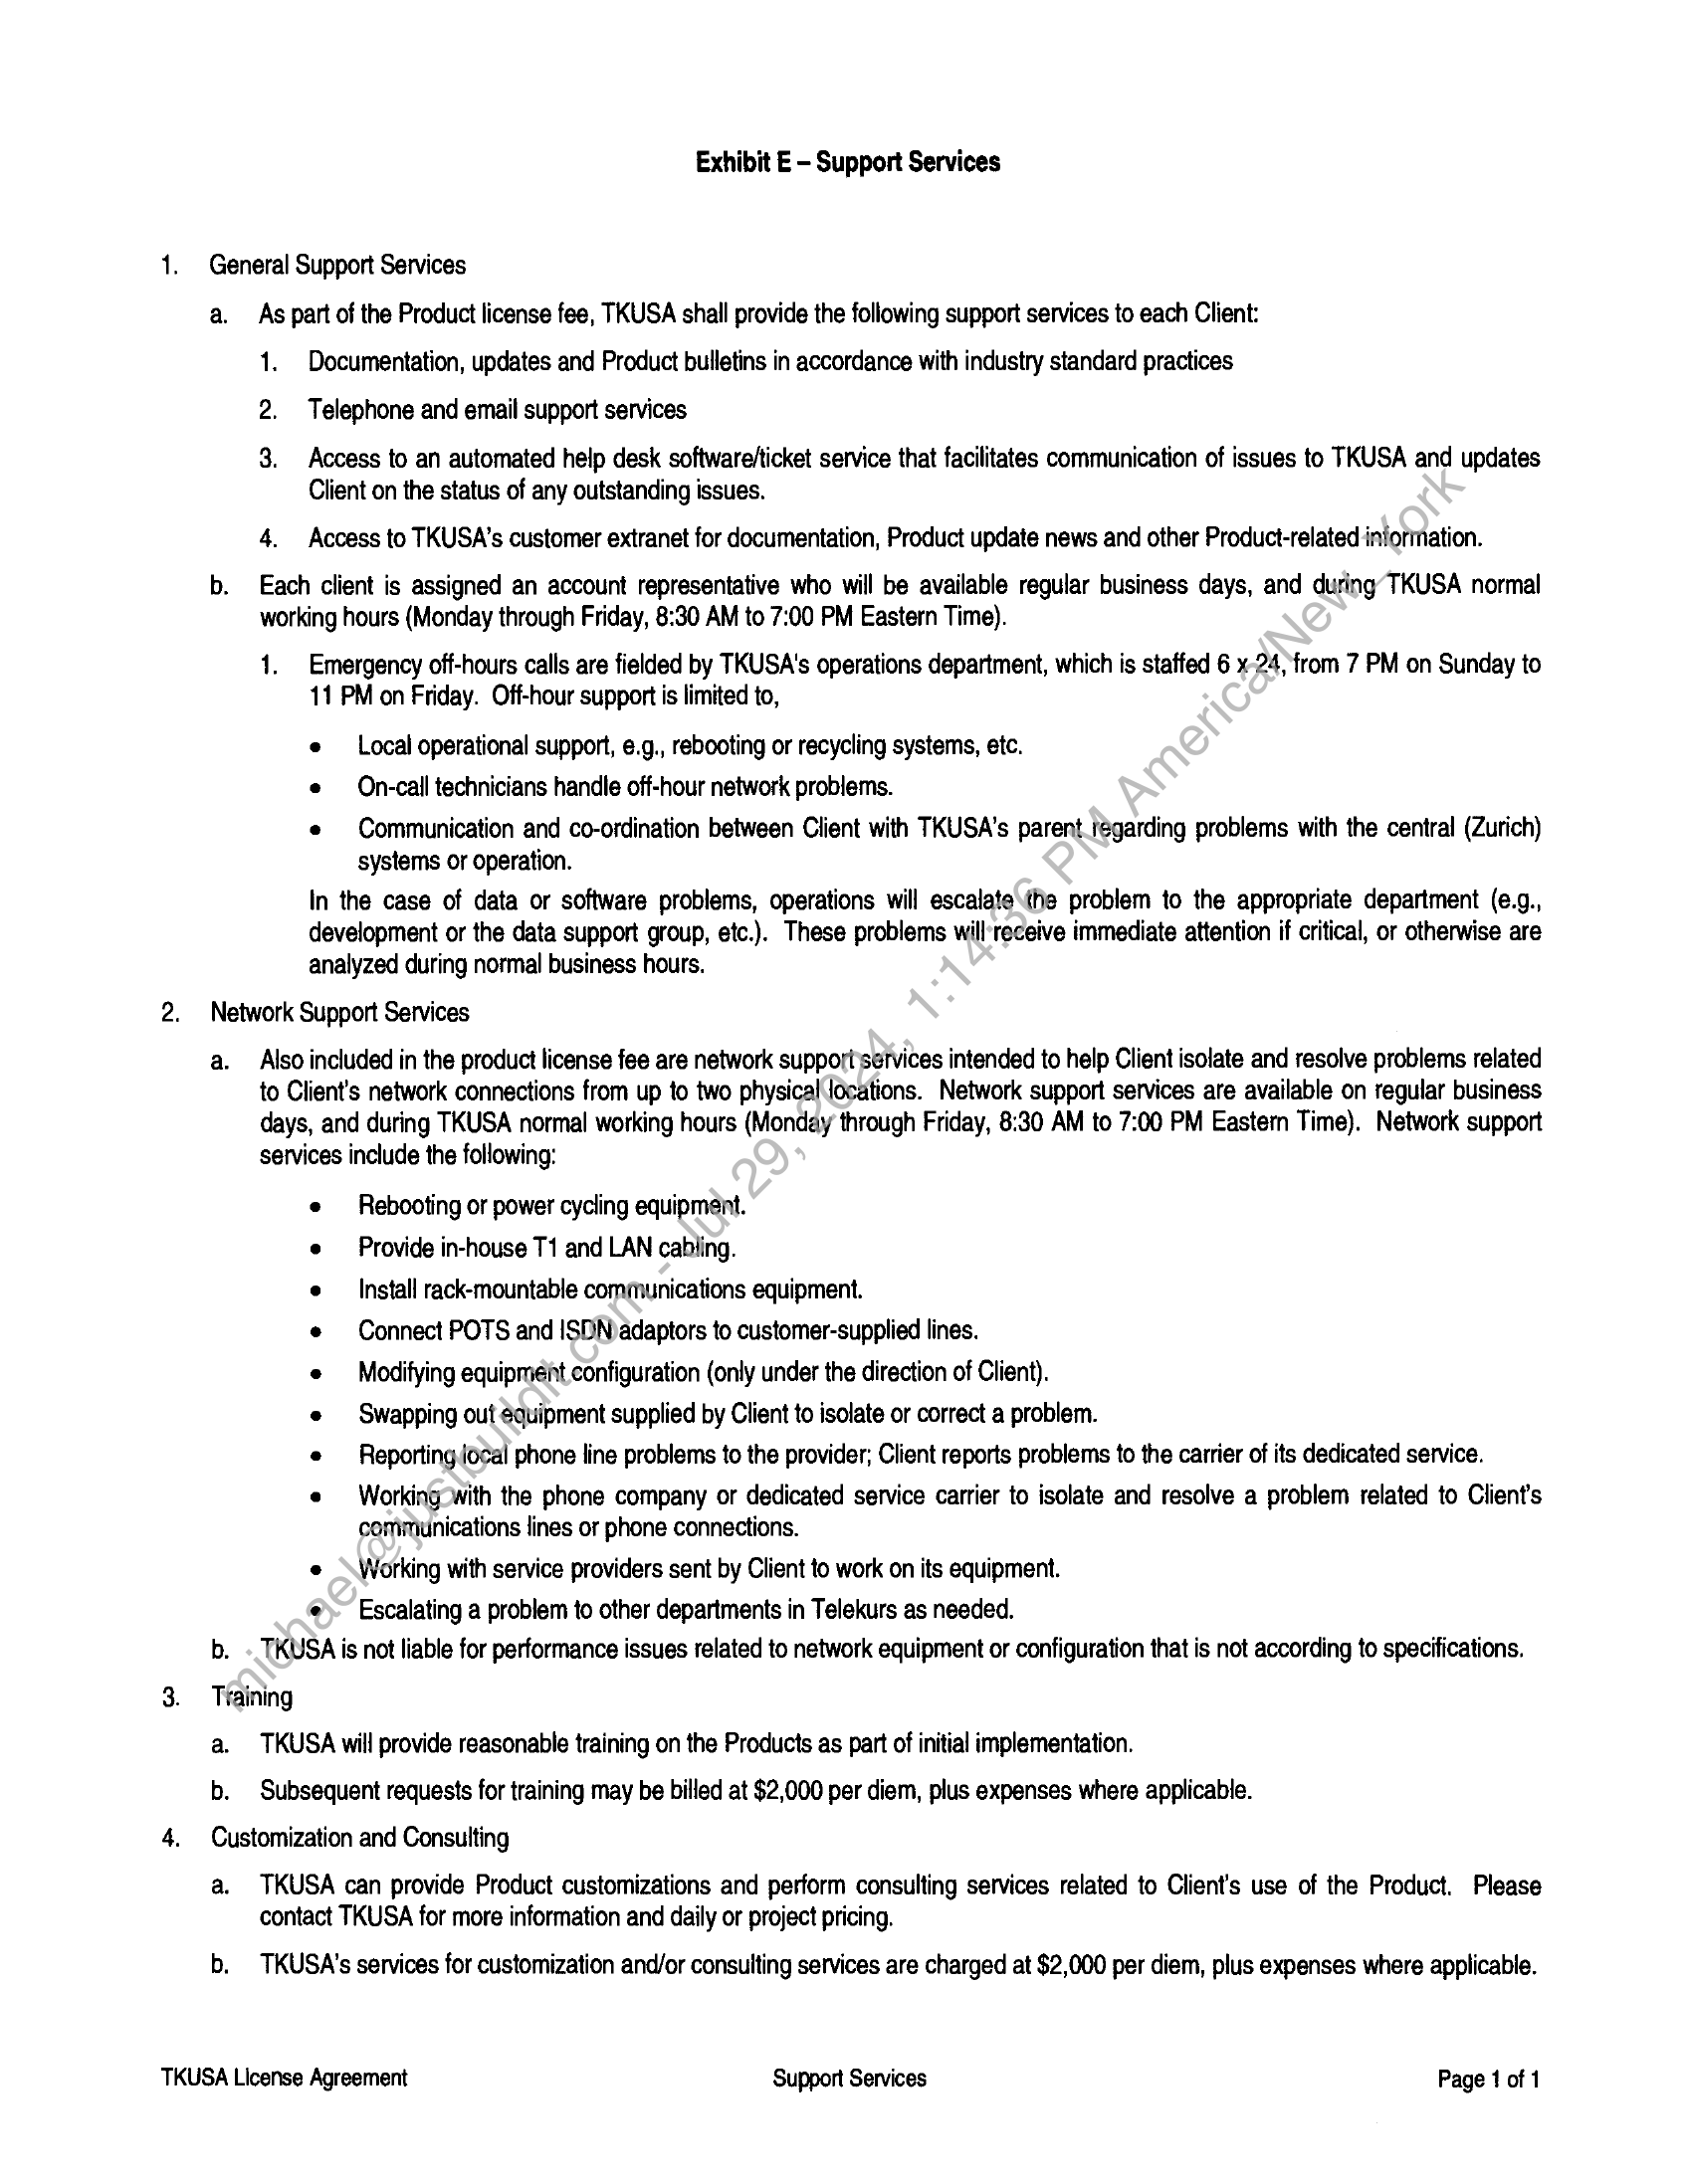 Exhibit E – Support Services
1. General Support Services
a. As part of the Product license fee, TKUSA shall provide the following support services to each Client:
1. Documentation, updates and Product bulletins in accordance with industry standard practices
2. Telephone and email support services
3. Access to an automated help desk software/ticket service that facilitates communication of issues to TKUSA and updates
Client on the status of any outstanding issues.
4. Access to TKUSA's customer extranet for documentation, Product update news and other Product-related information.
b. Each client is assigned an account representative who will be available regular business days, and during TKUSA normal
working hours (Monday through Friday, 8:30 AM to 7:00 PM Eastern Time).
1. Emergency off-hours calls are fielded by TKUSA's operations department, which is staffed 6 x 24, from 7 PM on Sunday to
11 PM on Friday. Off-hour support is limited to,
• Local operational support, e.g., rebooting or recycling systems, etc.
• On-call technicians handle off-hour network problems.
• Communication and co-ordination between Client with TKUSA's parent regarding problems with the central (Zurich)
systems or operation.
In the case of data or software problems, operations will escalate the problem to the appropriate department (e.g.,
development or the data support group, etc.). These problems will receive immediate attention if critical, or otherwise are
analyzed during normal business hours.
2. Network Support Services
a. Also included in the product license fee are network support services intended to help Client isolate and resolve problems related
to Client's network connections from up to two physical locations. Network support services are available on regular business
days, and during TKUSA normal working hours (Monday through Friday, 8:30 AM to 7:00 PM Eastern Time). Network support
services include the following:
• Rebooting or power cycling equipment.
• Provide in-house T1 and LAN cabling.
• Install rack-mountable communications equipment.
• Connect POTS and ISDN adaptors to customer-supplied lines.
• Modifying equipment configuration (only under the direction of Client).
• Swapping out equipment supplied by Client to isolate or correct a problem.
• Reporting local phone line problems to the provider; Client reports problems to the carrier of its dedicated service.
• Working with the phone company or dedicated service carrier to isolate and resolve a problem related to Client's
communications lines or phone connections.
• Working with service providers sent by Client to work on its equipment.
• Escalating a problem to other departments in Telekurs as needed.
b. TKUSA is not liable for performance issues related to network equipment or configuration that is not according to specifications.
3. Training
a. TKUSA will provide reasonable training on the Products as part of initial implementation.
b. Subsequent requests for training may be billed at $2,000 per diem, plus expenses where applicable.
4. Customization and Consulting
a. TKUSA can provide Product customizations and perform consulting services related to Client's use of the Product. Please
contact TKUSA for more information and daily or project pricing.
b. TKUSA's services for customization and/or consulting services are charged at $2,000 per diem, plus expenses where applicable.
TKUSA License Agreement Support Services Page 1 of 1
michael@justbuildit.com - Jul 29, 2024, 1:14:36 PM America/New_York